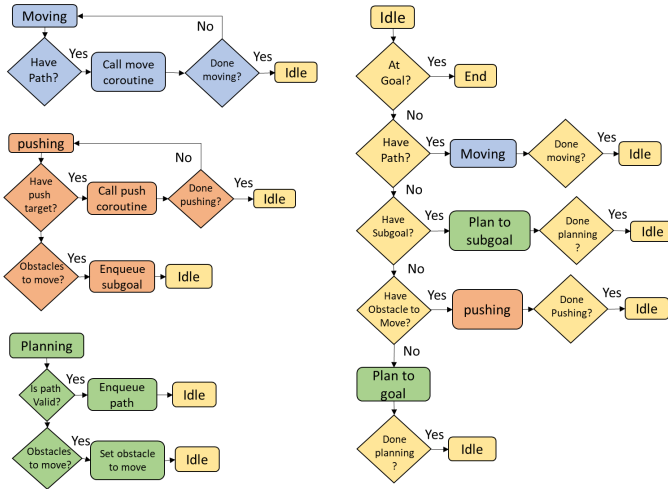 Moving
No
Have
Path?
Yes
Call move
coroutine
Done
moving?
Yes
Idle
pushing
No
Have
push
target?
Yes
Call push
coroutine
Done
pushing?
Yes
Idle
Obstacles
to move?
Yes
Enqueue
subgoal
Idle
Planning
Is path
Valid?
Yes
Enqueue
path
Idle
Obstacles
to move?
Yes
Set obstacle
to move
Idle
Idle
At
Goal?
Yes
End
No
Have
Path?
Yes
Moving
Done
moving?
Yes
Idle
No
Have
Subgoal?
Yes
Plan to
subgoal
Done
planning
?
Yes
Idle
No
Have
Obstacle to
Move?
Yes
pushing
Done
Pushing?
Yes
Idle
No
Plan to
goal
Done
planning
?
Yes
Idle